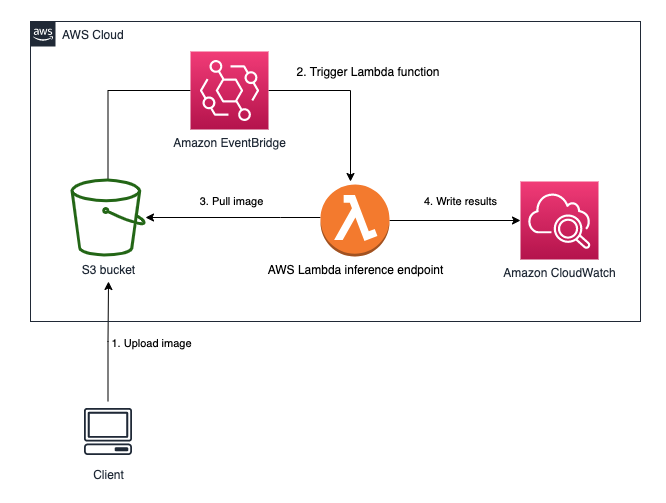 aws
AWS Cloud
2. Trigger Lambda function
Amazon EventBridge
3. Pull image
4. Write results
S3 bucket
AWS Lambda inference endpoint
Amazon CloudWatch
1. Upload image
Client